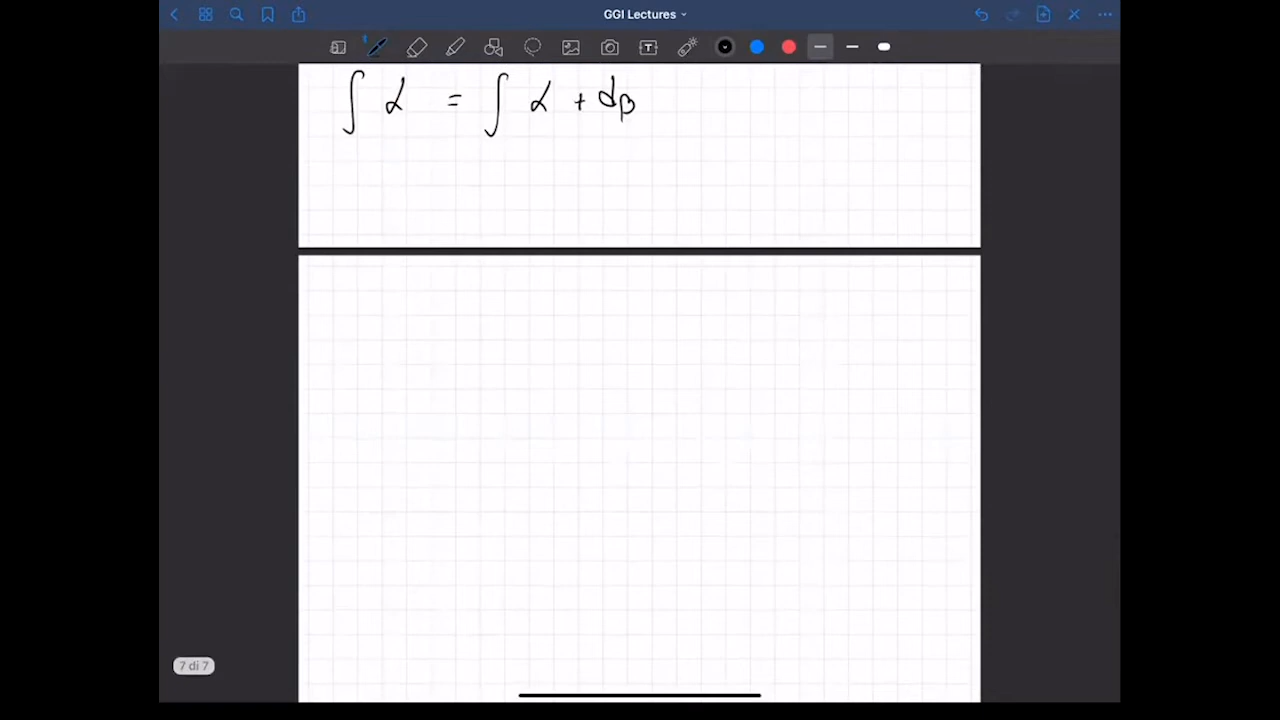 GGI Lectures
T
∫ α = ∫ α + dβ
7 di 7